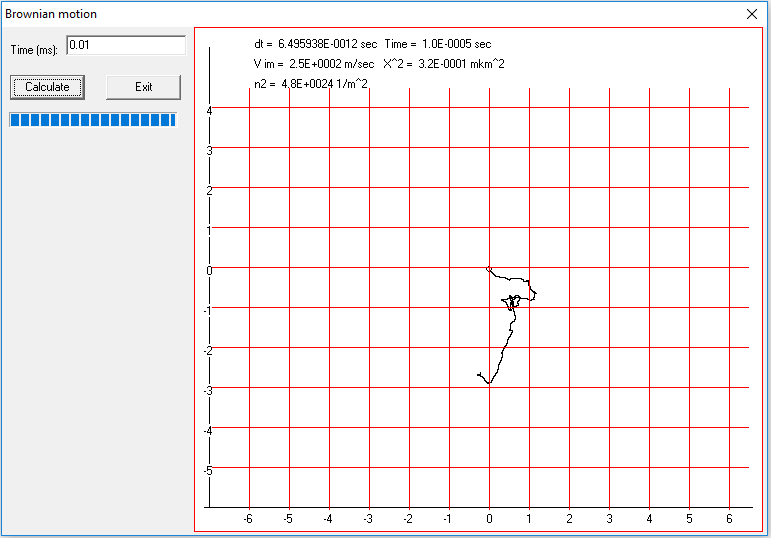 Brownian motion
Time (ms): 0.01
Calculate Exit
dt = 6.495938E-0012 sec Time = 1.0E-0005 sec
V im = 2.5E+0002 m/sec X^2 = 3.2E-0001 mkm^2
n2 = 4.8E+0024 1/m^2
4
3
2
1
0
-1
-2
-3
-4
-5
-6 -5 -4 -3 -2 -1 0 1 2 3 4 5 6